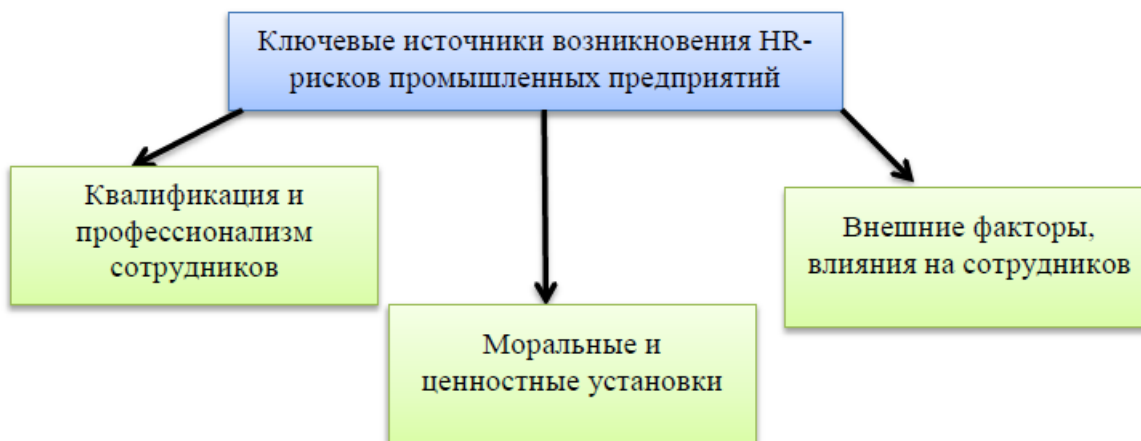 Ключевые источники возникновения HR-
рисков промышленных предприятий
Квалификация и
профессионализм
сотрудников
Моральные и
ценностные установки
Внешние факторы,
влияния на сотрудников